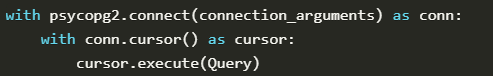 with psycopg2.connect(connection_arguments) as conn:
    with conn.cursor() as cursor:
        cursor.execute(Query)